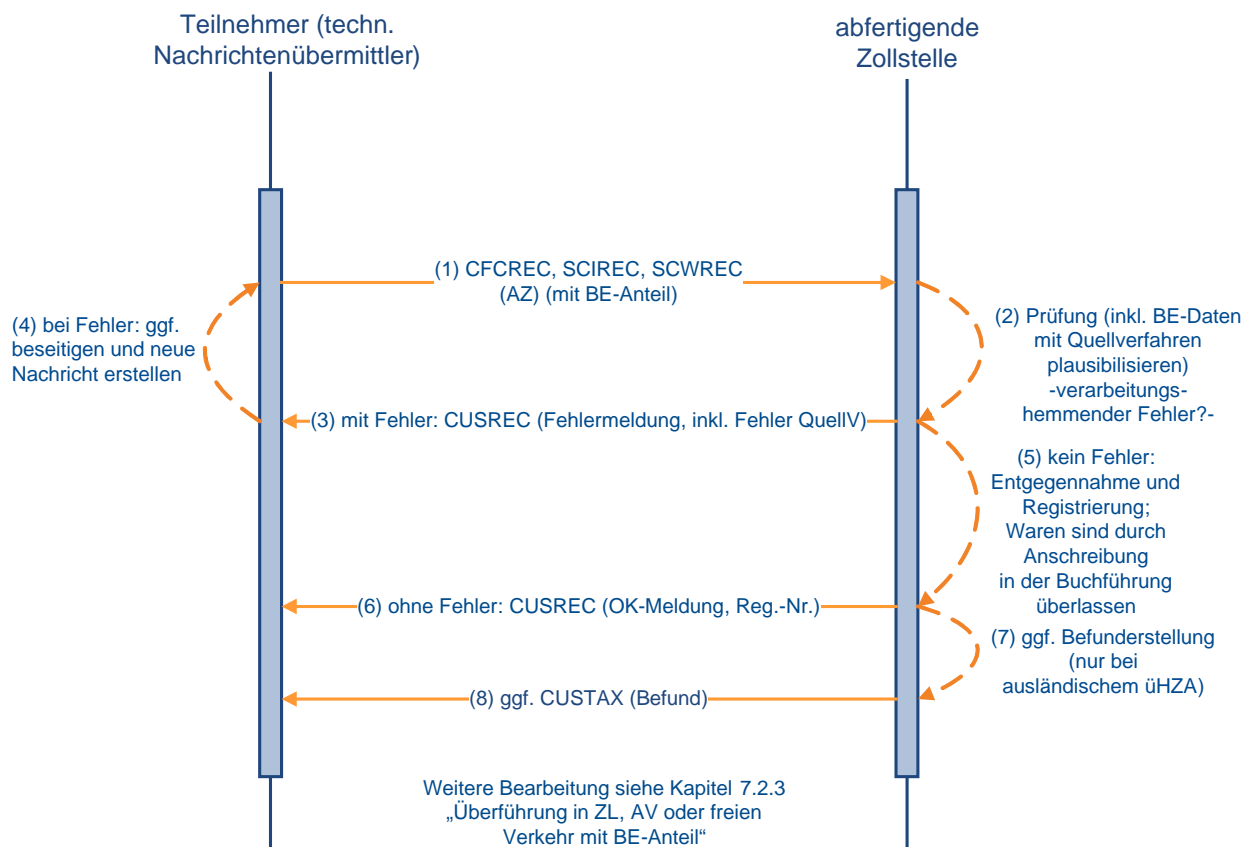 Teilnehmer (techn.
Nachrichtenübermittler)
abfertigende
Zollstelle
(1) CFCREC, SCIREC, SCWREC
(AZ) (mit BE-Anteil)
(2) Prüfung (inkl. BE-Daten
mit Quellverfahren
plausibilisieren)
-verarbeitungs-
hemmender Fehler?-
(4) bei Fehler: ggf.
beseitigen und neue
Nachricht erstellen
(3) mit Fehler: CUSREC (Fehlermeldung, inkl. Fehler QuellV)
(5) kein Fehler:
Entgegennahme und
Registrierung;
Waren sind durch
Anschreibung
in der Buchführung
überlassen
(6) ohne Fehler: CUSREC (OK-Meldung, Reg.-Nr.)
(7) ggf. Befunderstellung
(nur bei
ausländischem üHZA)
(8) ggf. CUSTAX (Befund)
Weitere Bearbeitung siehe Kapitel 7.2.3
„Überführung in ZL, AV oder freien
Verkehr mit BE-Anteil“